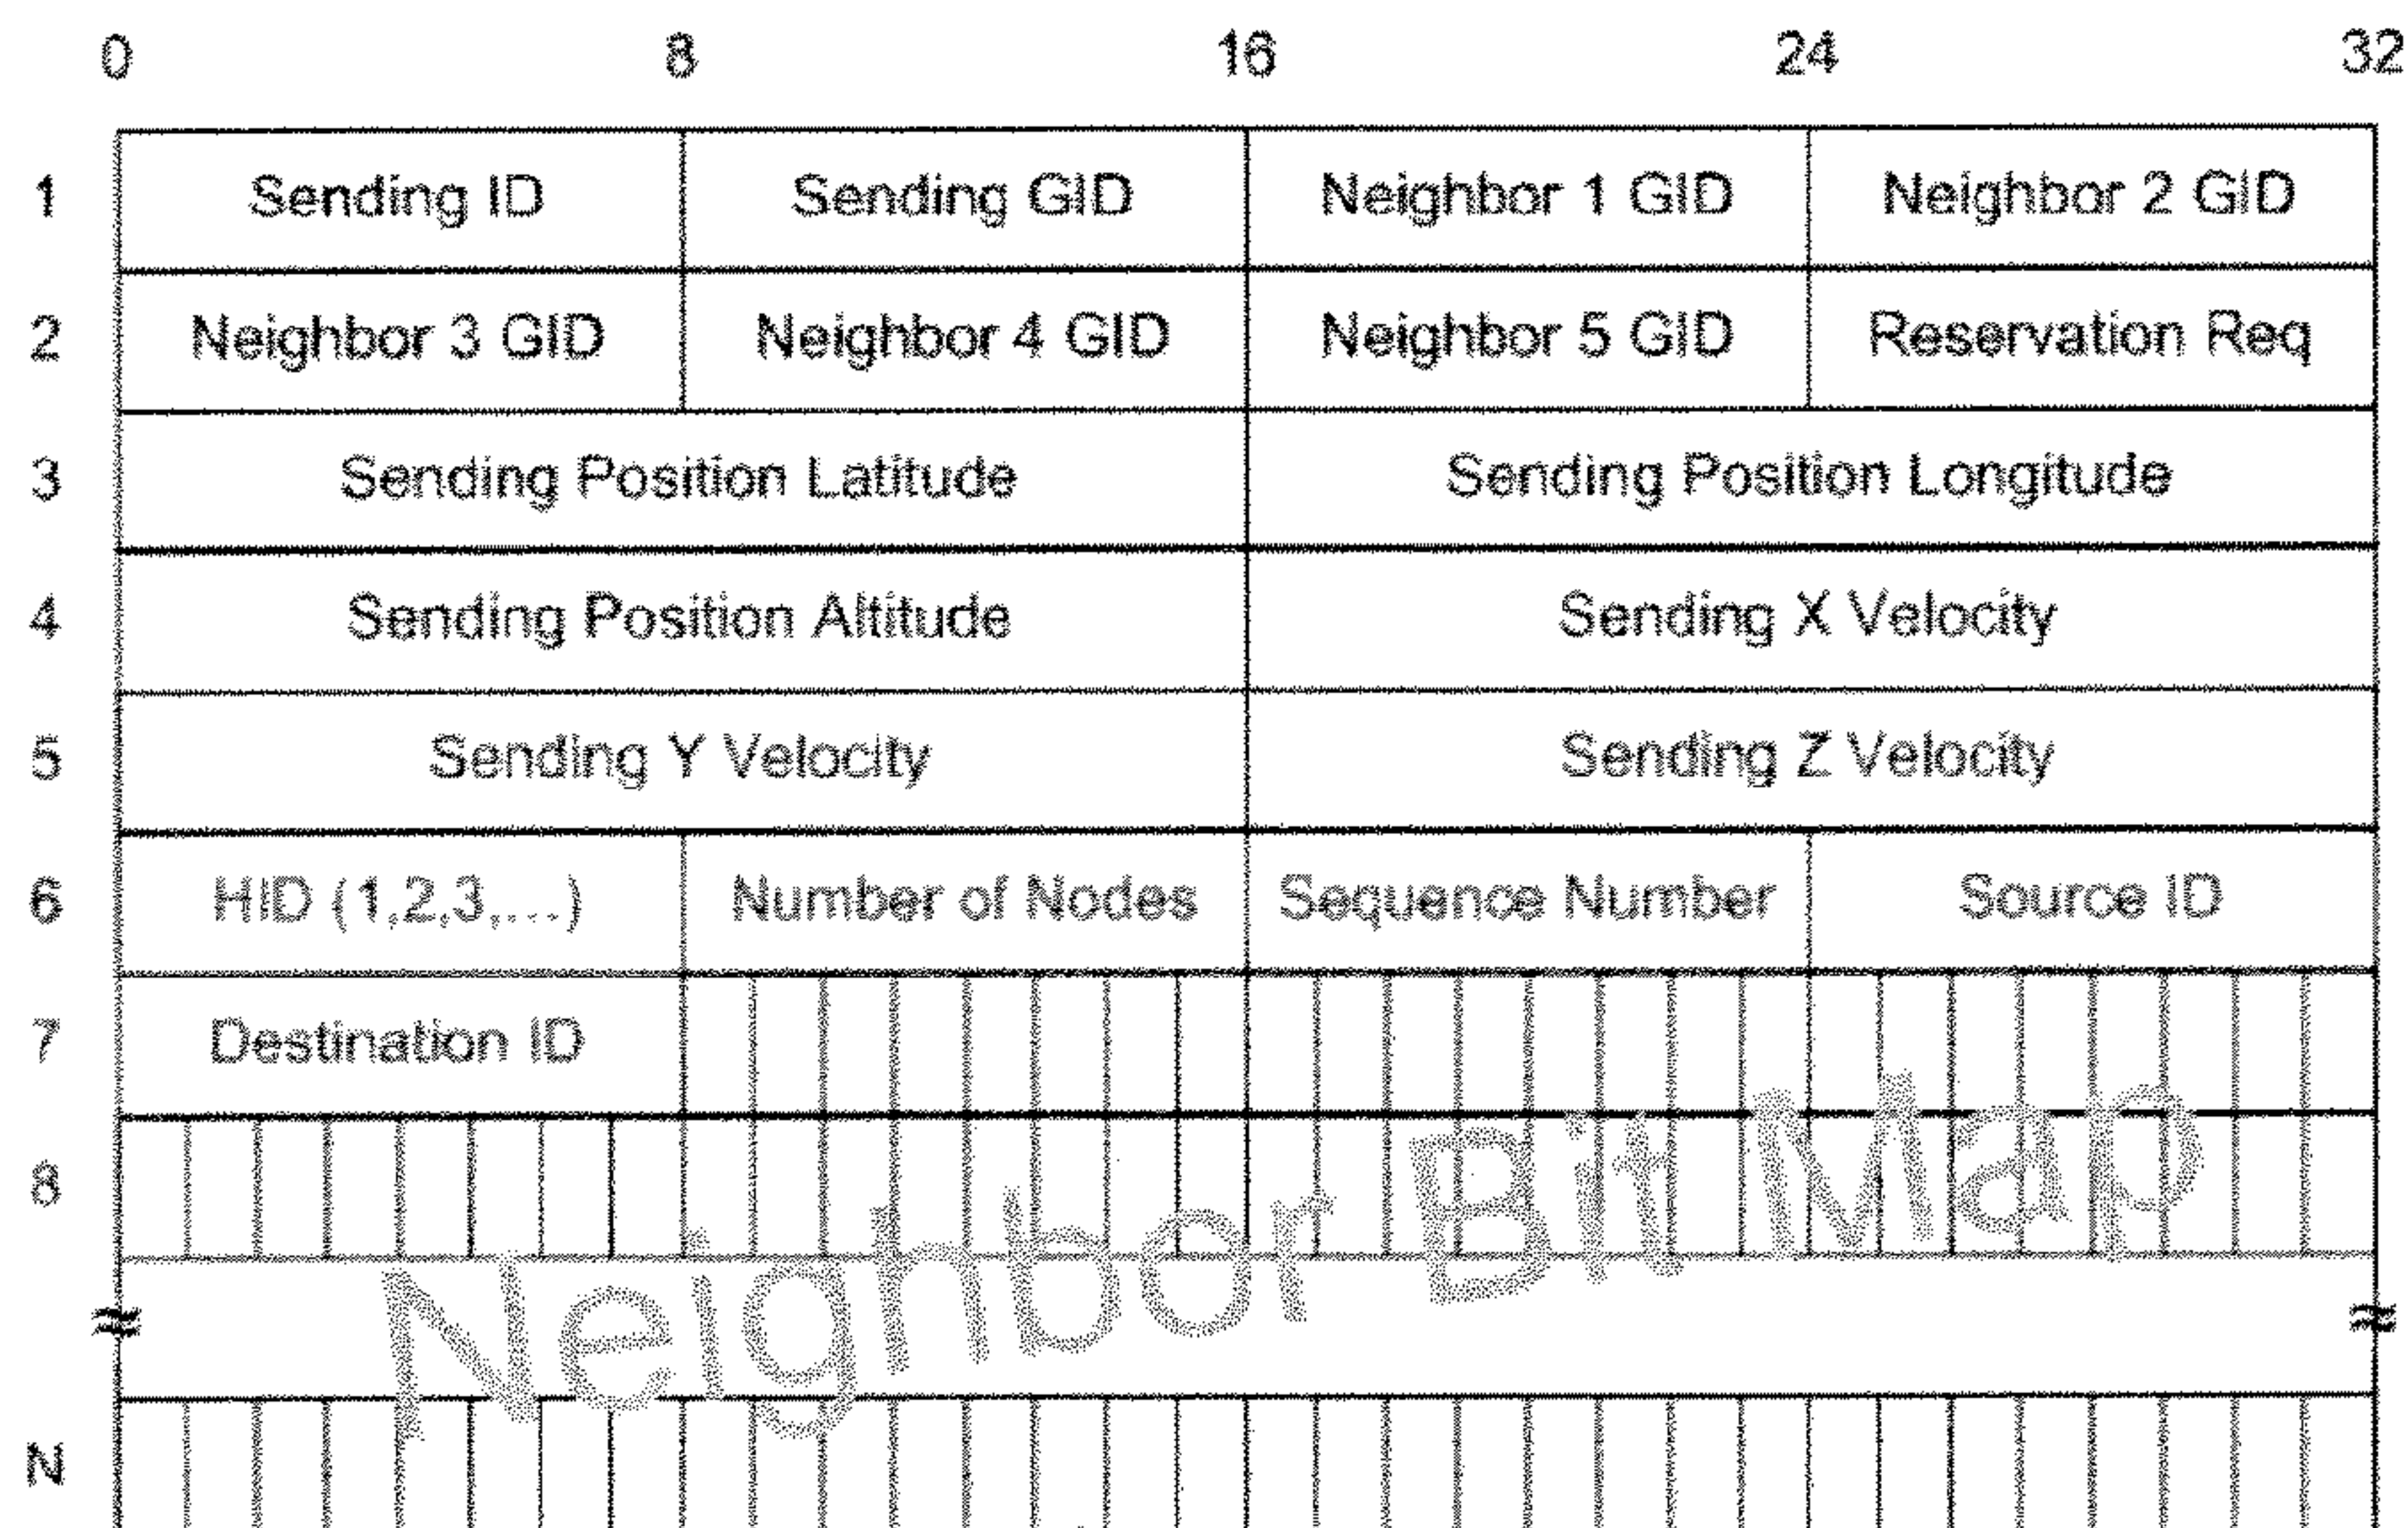 0 8 16 24 32
1 Sending ID Sending GID Neighbor 1 GID Neighbor 2 GID
2 Neighbor 3 GID Neighbor 4 GID Neighbor 5 GID Reservation Req
3 Sending Position Latitude Sending Position Longitude
4 Sending Position Altitude Sending X Velocity
5 Sending Y Velocity Sending Z Velocity
6 HID (1,2,3,...) Number of Nodes Sequence Number Source ID
7 Destination ID
8
Neighbor Bit Map
≈ ≈
N